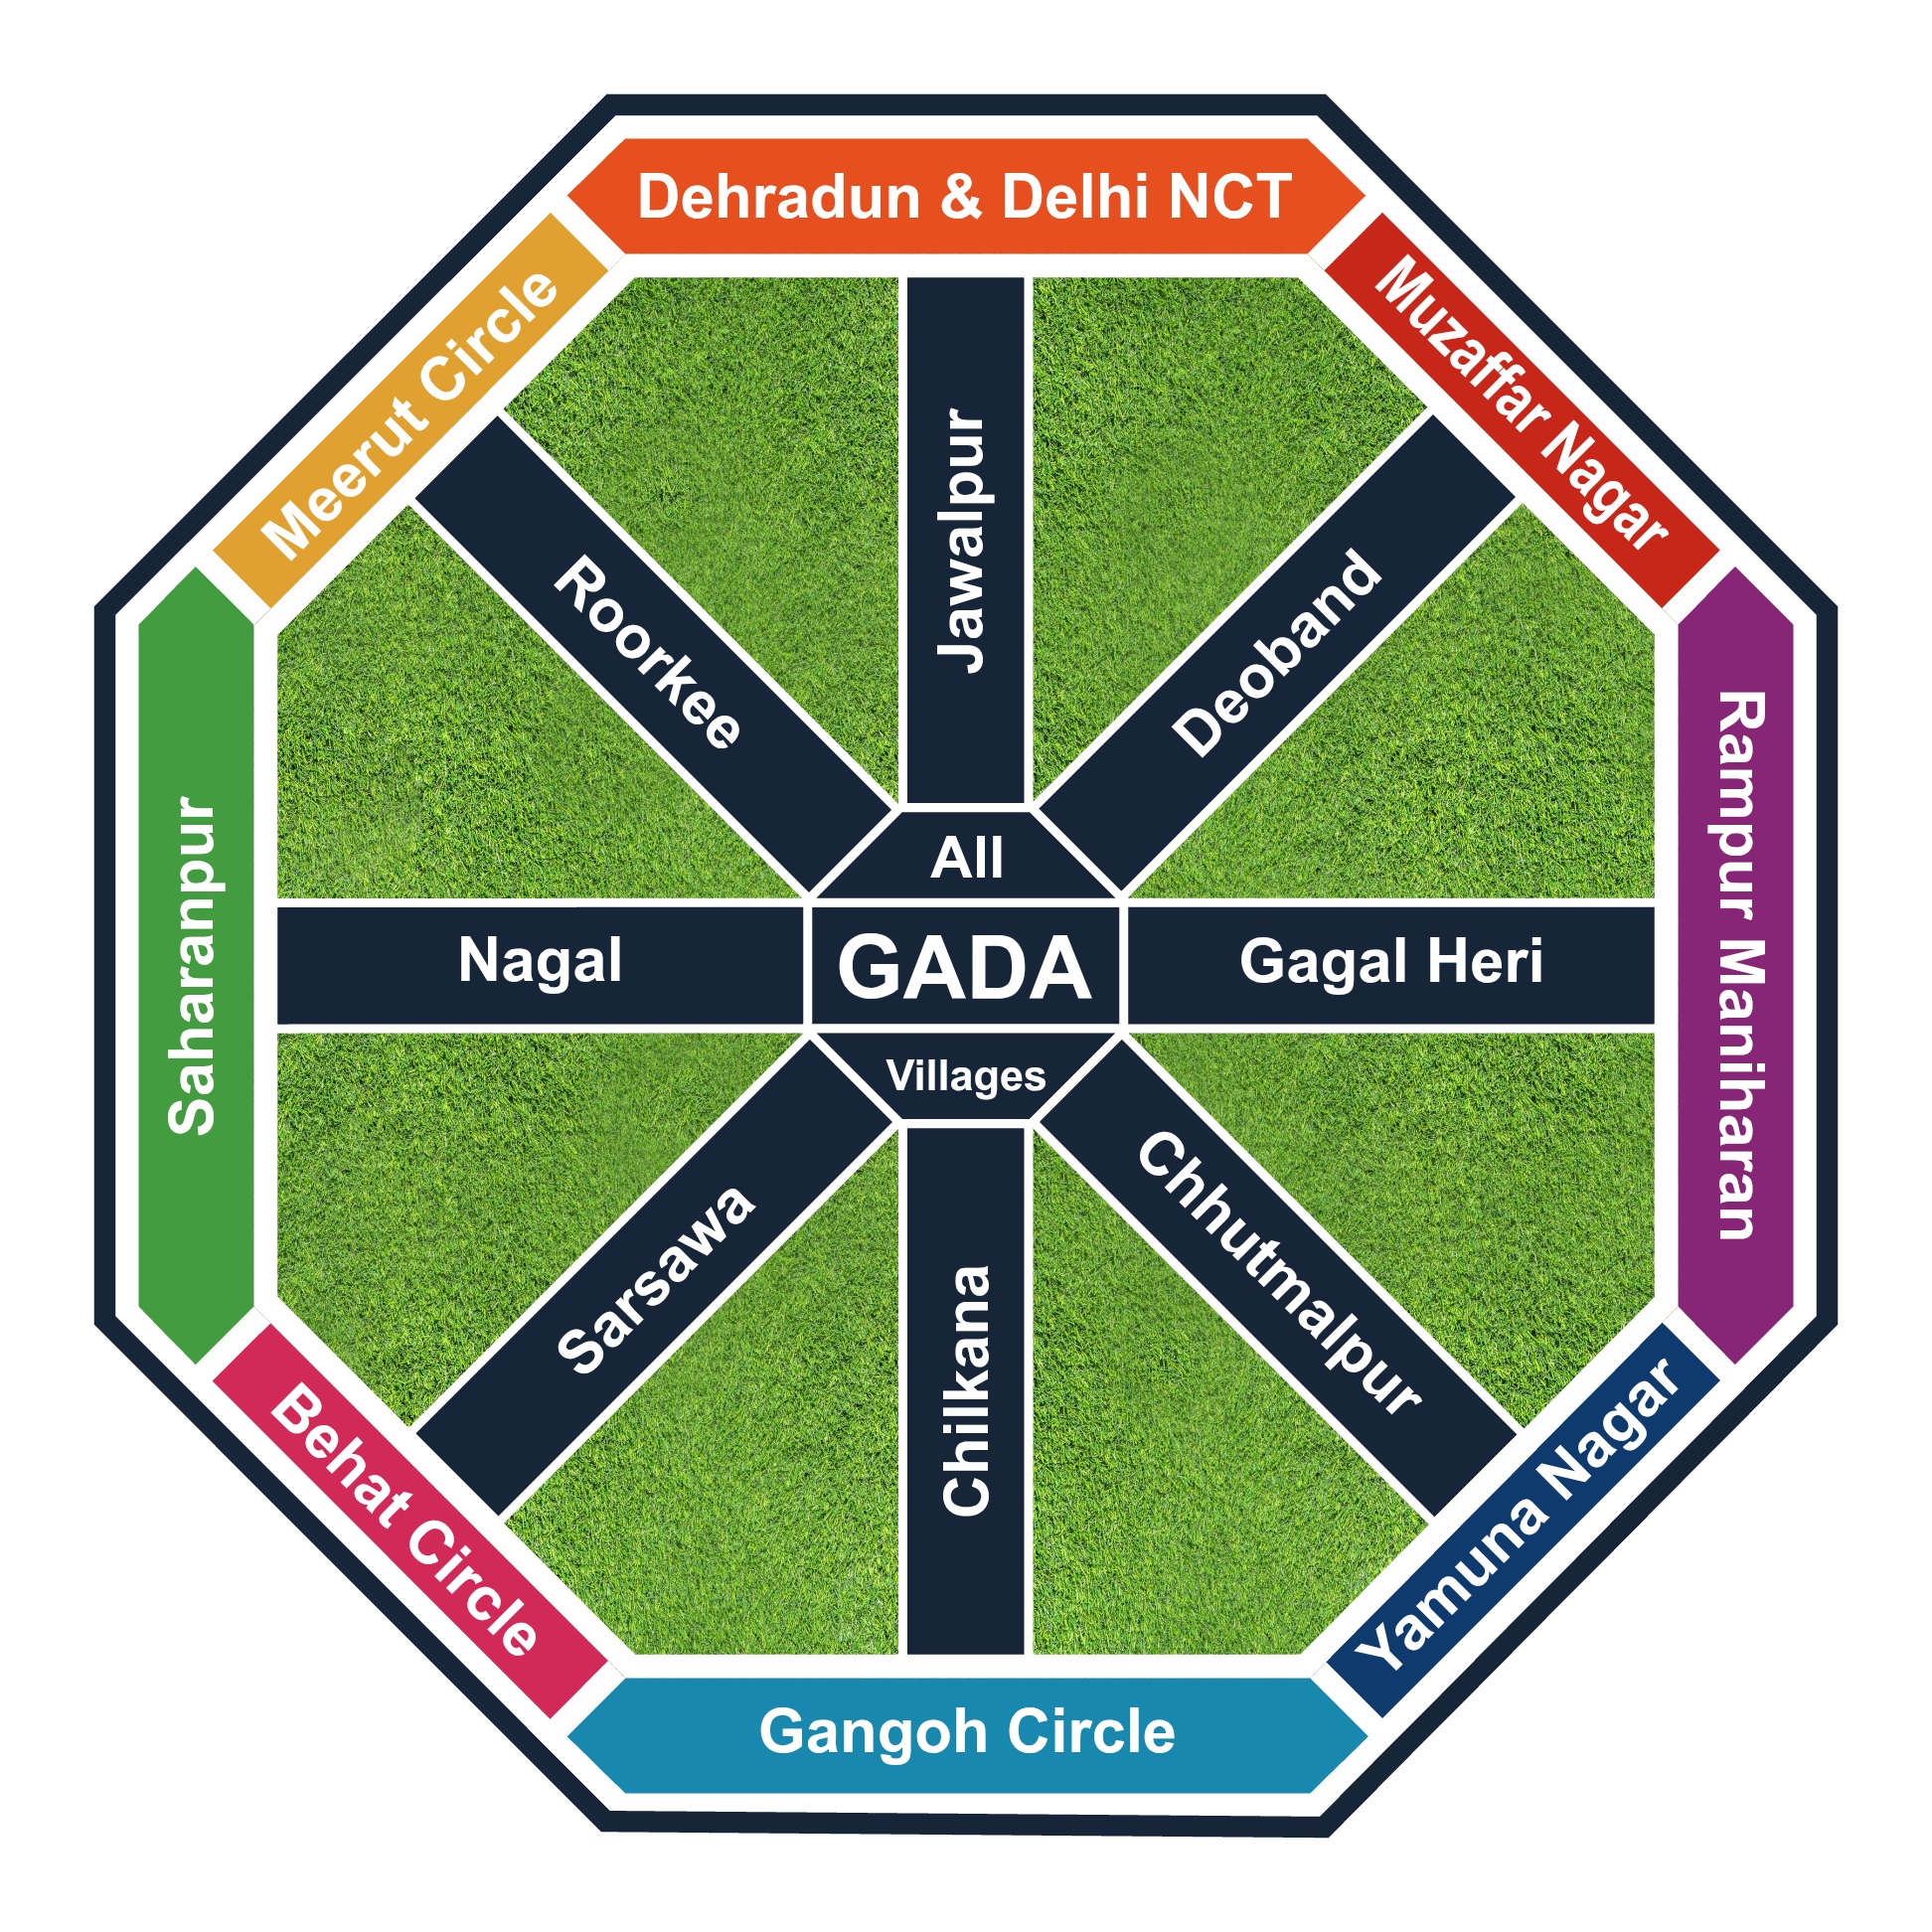 Dehradun & Delhi NCT
Meerut Circle
Muzaffar Nagar
Jawalpur
Roorkee
Deoband
Saharanpur
Rampur Maniharan
All
Nagal
GADA
Gagal Heri
Villages
Sarsawa
Chilkana
Chhutmalpur
Behat Circle
Yamuna Nagar
Gangoh Circle